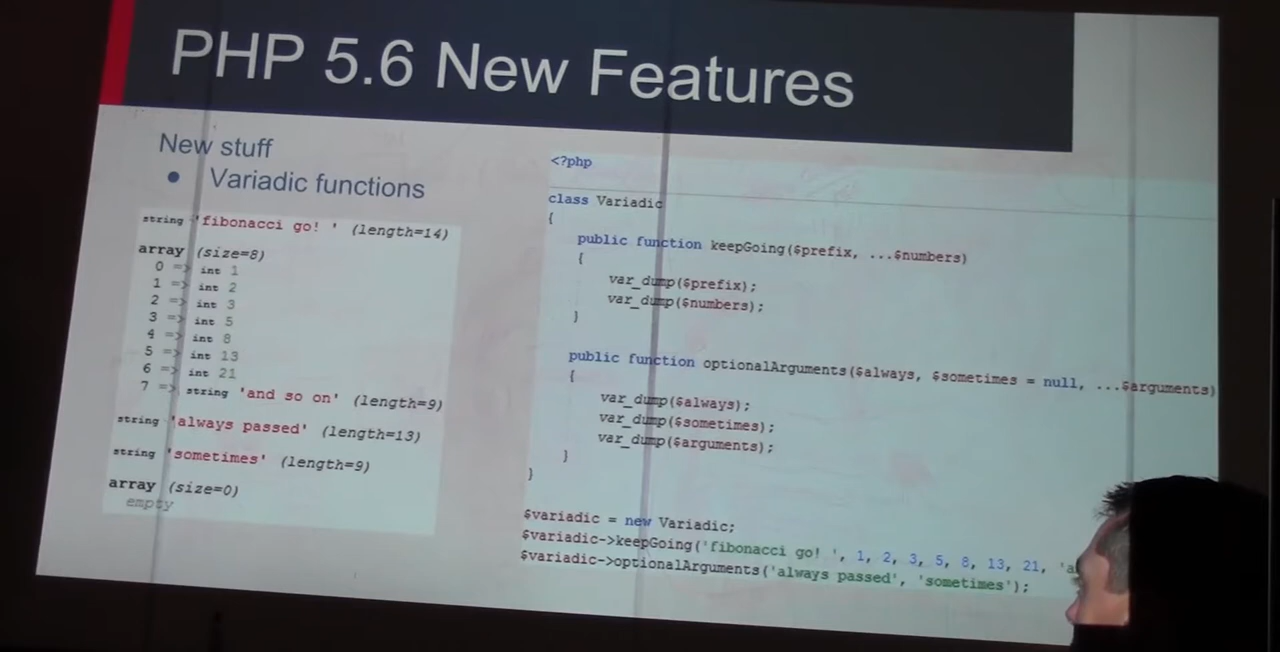 PHP 5.6 New Features
New stuff
• Variadic functions
string 'fibonacci go! ' (length=14)
array (size=8)
0 => int 1
1 => int 2
2 => int 3
3 => int 5
4 => int 8
5 => int 13
6 => int 21
7 => string 'and so on' (length=9)
string 'always passed' (length=13)
string 'sometimes' (length=9)
array (size=0)
empty
<?php
class Variadic
{
public function keepGoing($prefix, ...$numbers)
{
var_dump($prefix);
var_dump($numbers);
}
public function optionalArguments($always, $sometimes = null, ...$arguments)
{
var_dump($always);
var_dump($sometimes);
var_dump($arguments);
}
}
$variadic = new Variadic;
$variadic->keepGoing('fibonacci go! ', 1, 2, 3, 5, 8, 13, 21,
$variadic->optionalArguments('always passed', 'sometimes');